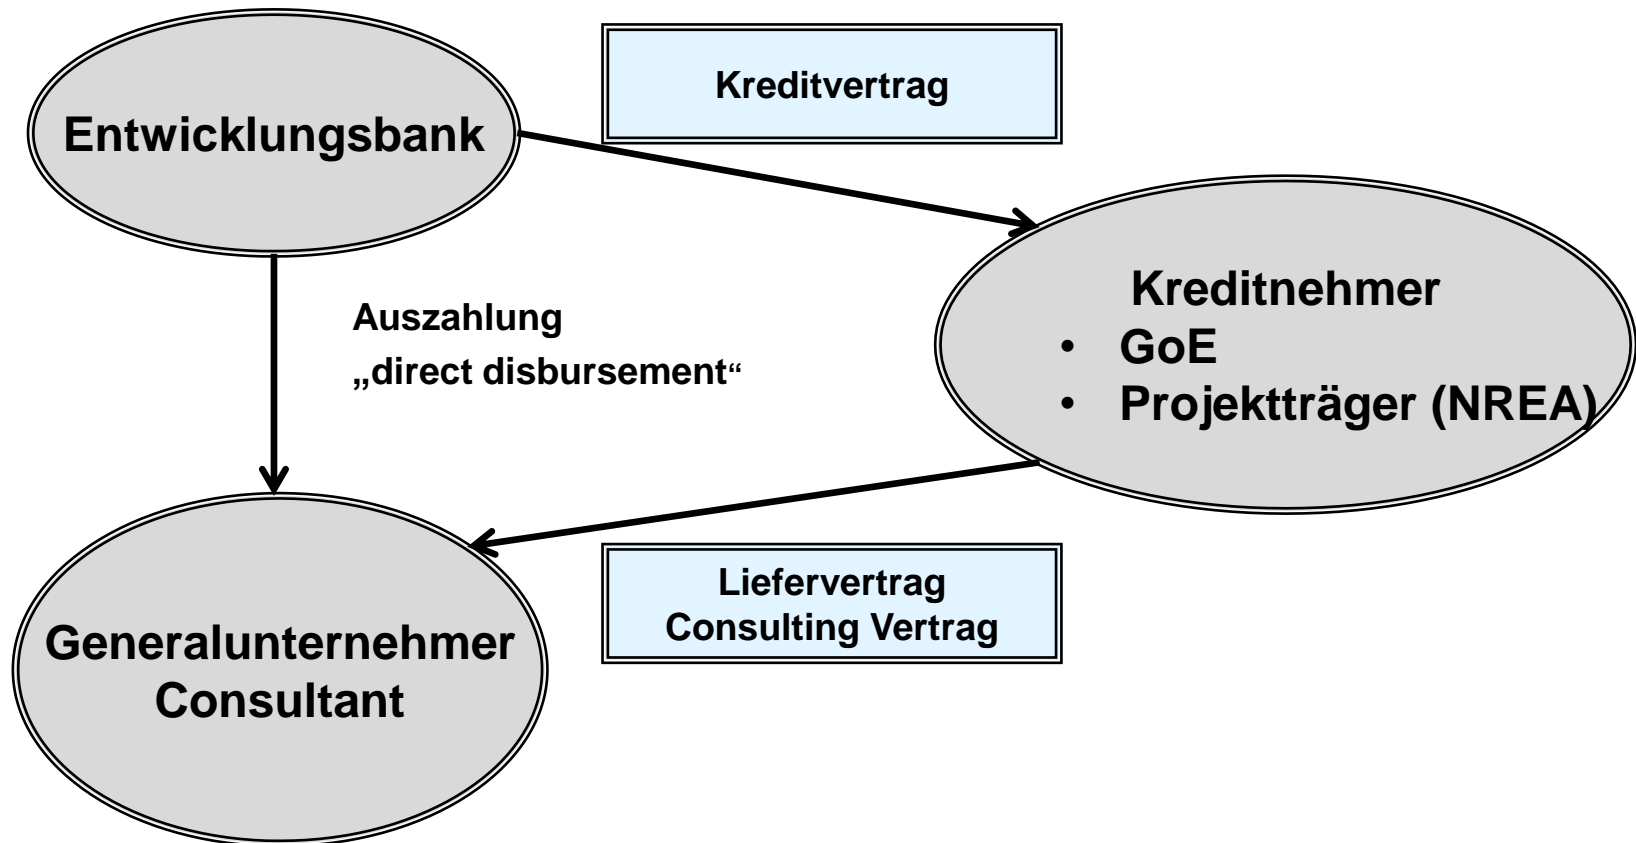 Kreditvertrag
Entwicklungsbank
Kreditnehmer
• GoE
• Projektträger (NREA)
Auszahlung
„direct disbursement“
Liefervertrag
Consulting Vertrag
Generalunternehmer
Consultant